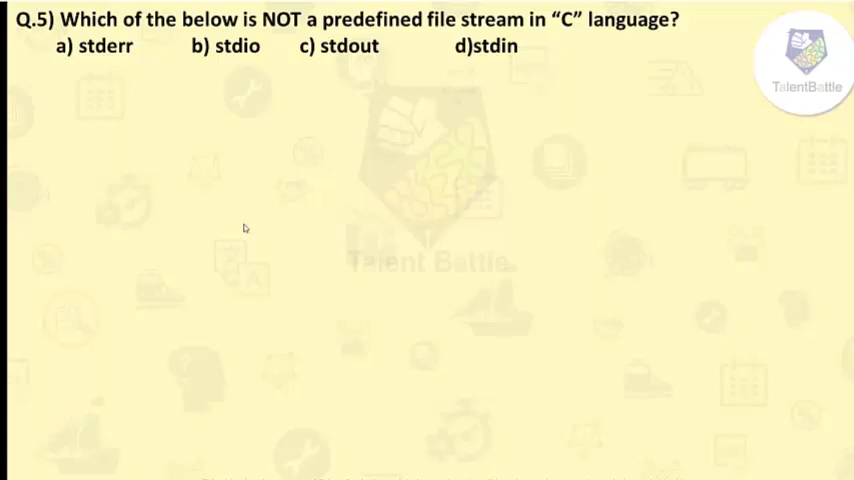 Q.5) Which of the below is NOT a predefined file stream in “C” language?
a) stderr b) stdio c) stdout d)stdin
TalentBattle
Talent Battle